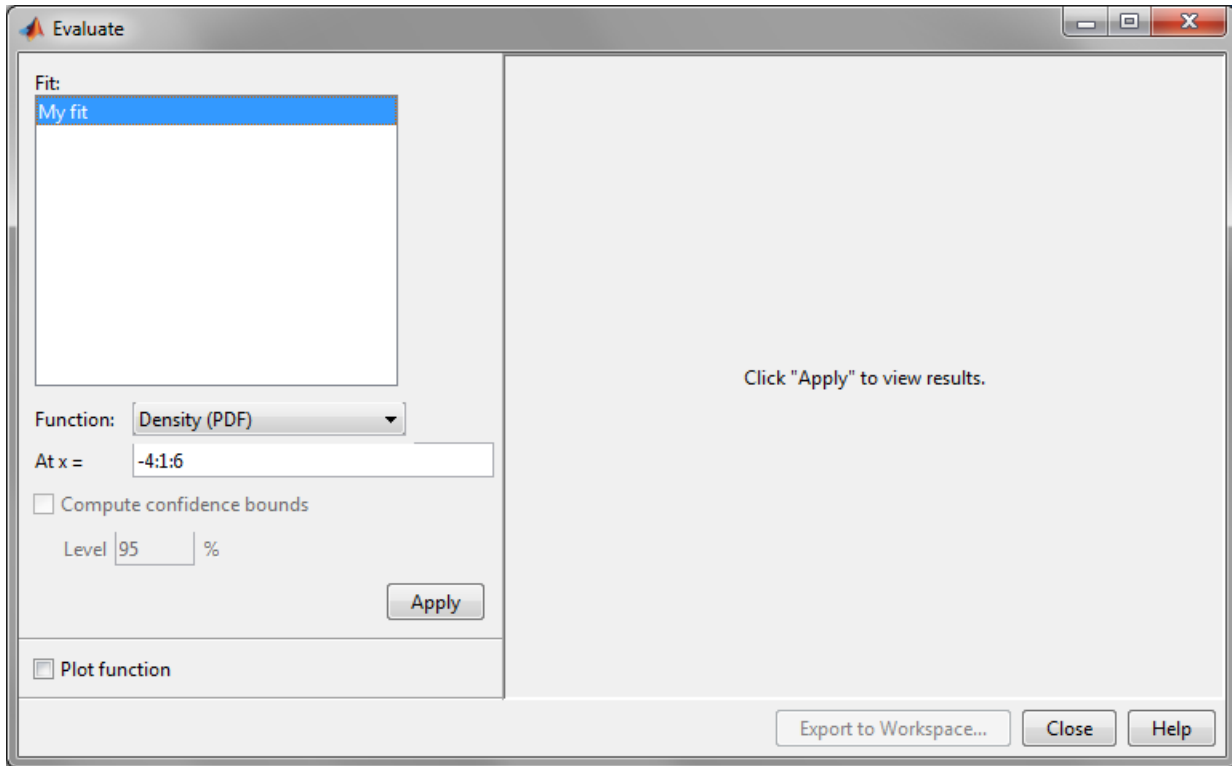 Evaluate
Fit:
My fit
Click "Apply" to view results.
Function: Density (PDF)
At x = -4:1:6
Compute confidence bounds
Level 95 %
Apply
Plot function
Export to Workspace... Close Help